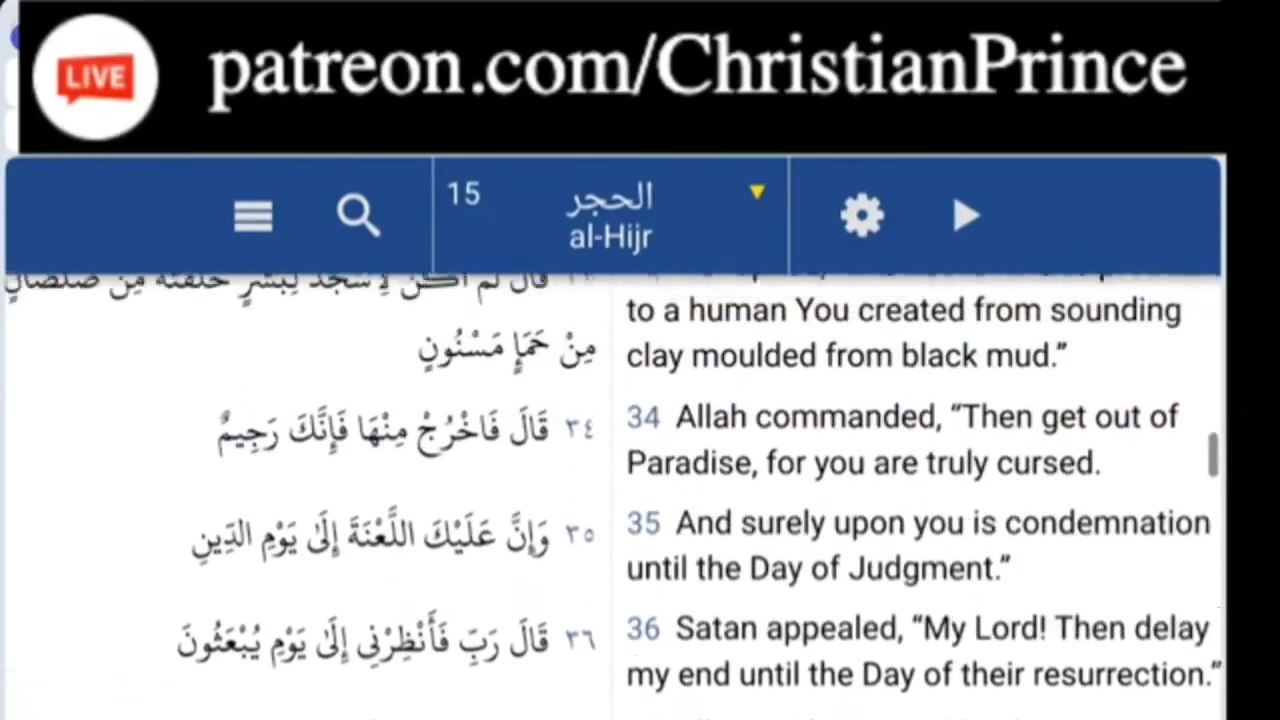 LIVE
patreon.com/ChristianPrince
15
الحجر
al-Hijr
قَالَ لَمْ أَكُن لِّأَسْجُدَ لِبَشَرٍ خَلَقْتَهُ مِن صَلْصَالٍ
مِنْ حَمَإٍ مَسْنُونٍ
to a human You created from sounding
clay moulded from black mud.”
٣٤ قَالَ فَاخْرُجْ مِنْهَا فَإِنَّكَ رَجِيمٌ
34 Allah commanded, “Then get out of
Paradise, for you are truly cursed.
٣٥ وَإِنَّ عَلَيْكَ اللَّعْنَةَ إِلَىٰ يَوْمِ الدِّينِ
35 And surely upon you is condemnation
until the Day of Judgment.”
٣٦ قَالَ رَبِّ فَأَنْظِرْنِي إِلَىٰ يَوْمِ يُبْعَثُونَ
36 Satan appealed, “My Lord! Then delay
my end until the Day of their resurrection.”